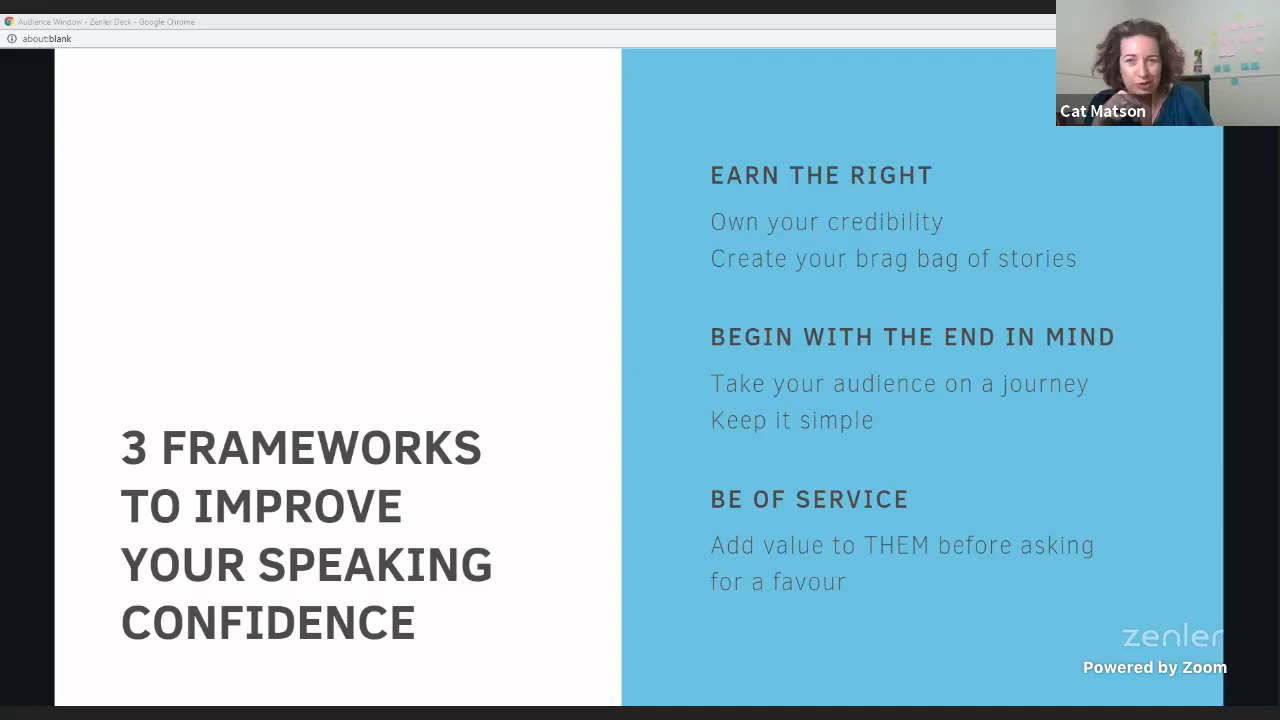 Audience Window - Zenler Deck - Google Chrome
about:blank
Cat Matson
3 FRAMEWORKS
TO IMPROVE
YOUR SPEAKING
CONFIDENCE
EARN THE RIGHT
Own your credibility
Create your brag bag of stories
BEGIN WITH THE END IN MIND
Take your audience on a journey
Keep it simple
BE OF SERVICE
Add value to THEM before asking
for a favour
zenler
Powered by Zoom